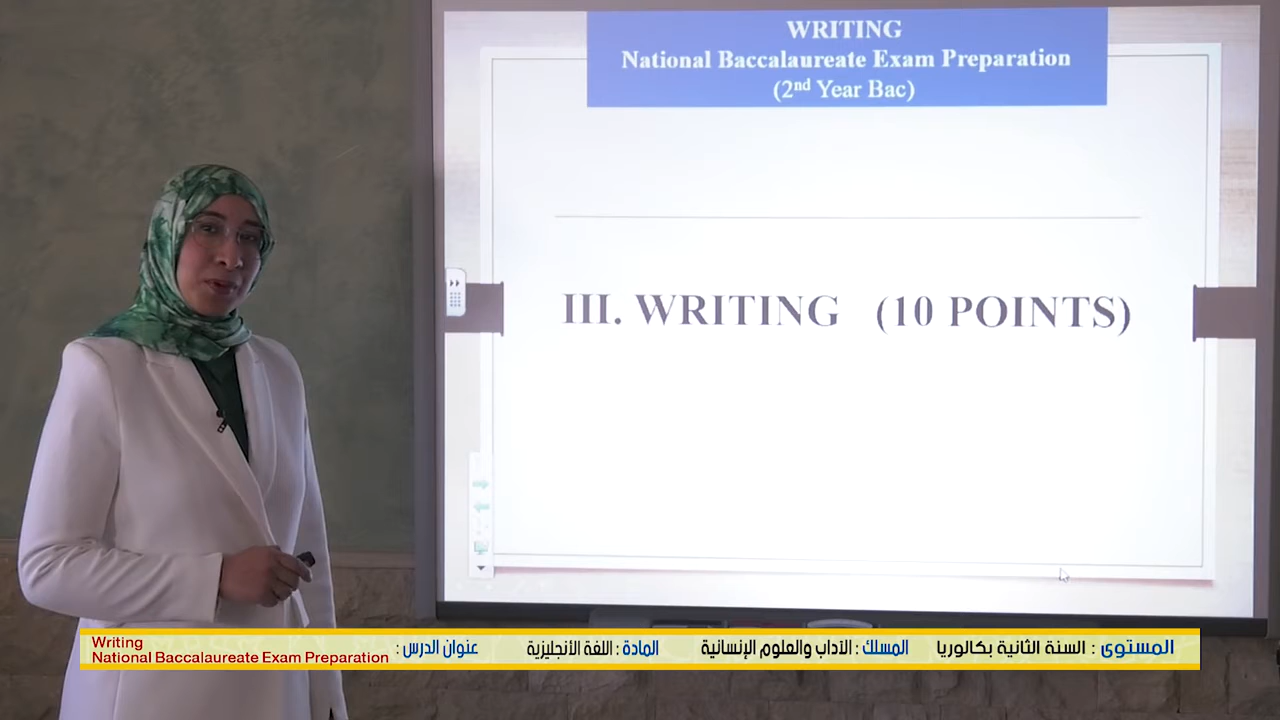 WRITING
National Baccalaureate Exam Preparation
(2nd Year Bac)
III. WRITING (10 POINTS)
المستوى : السنة الثانية بكالوريا المسلك : الآداب والعلوم الإنسانية المادة : اللغة الأنجليزية عنوان الدرس :
Writing
National Baccalaureate Exam Preparation